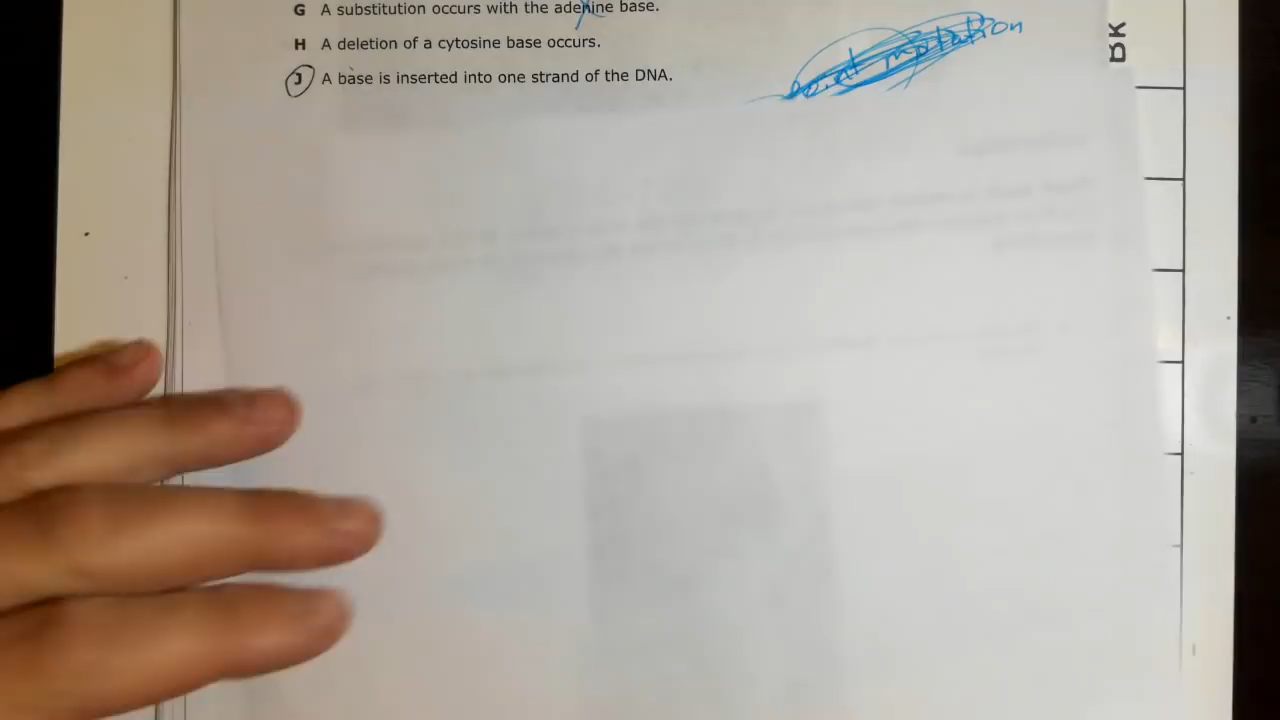 G A substitution occurs with the adenine base.
H A deletion of a cytosine base occurs.
J A base is inserted into one strand of the DNA.
mutation